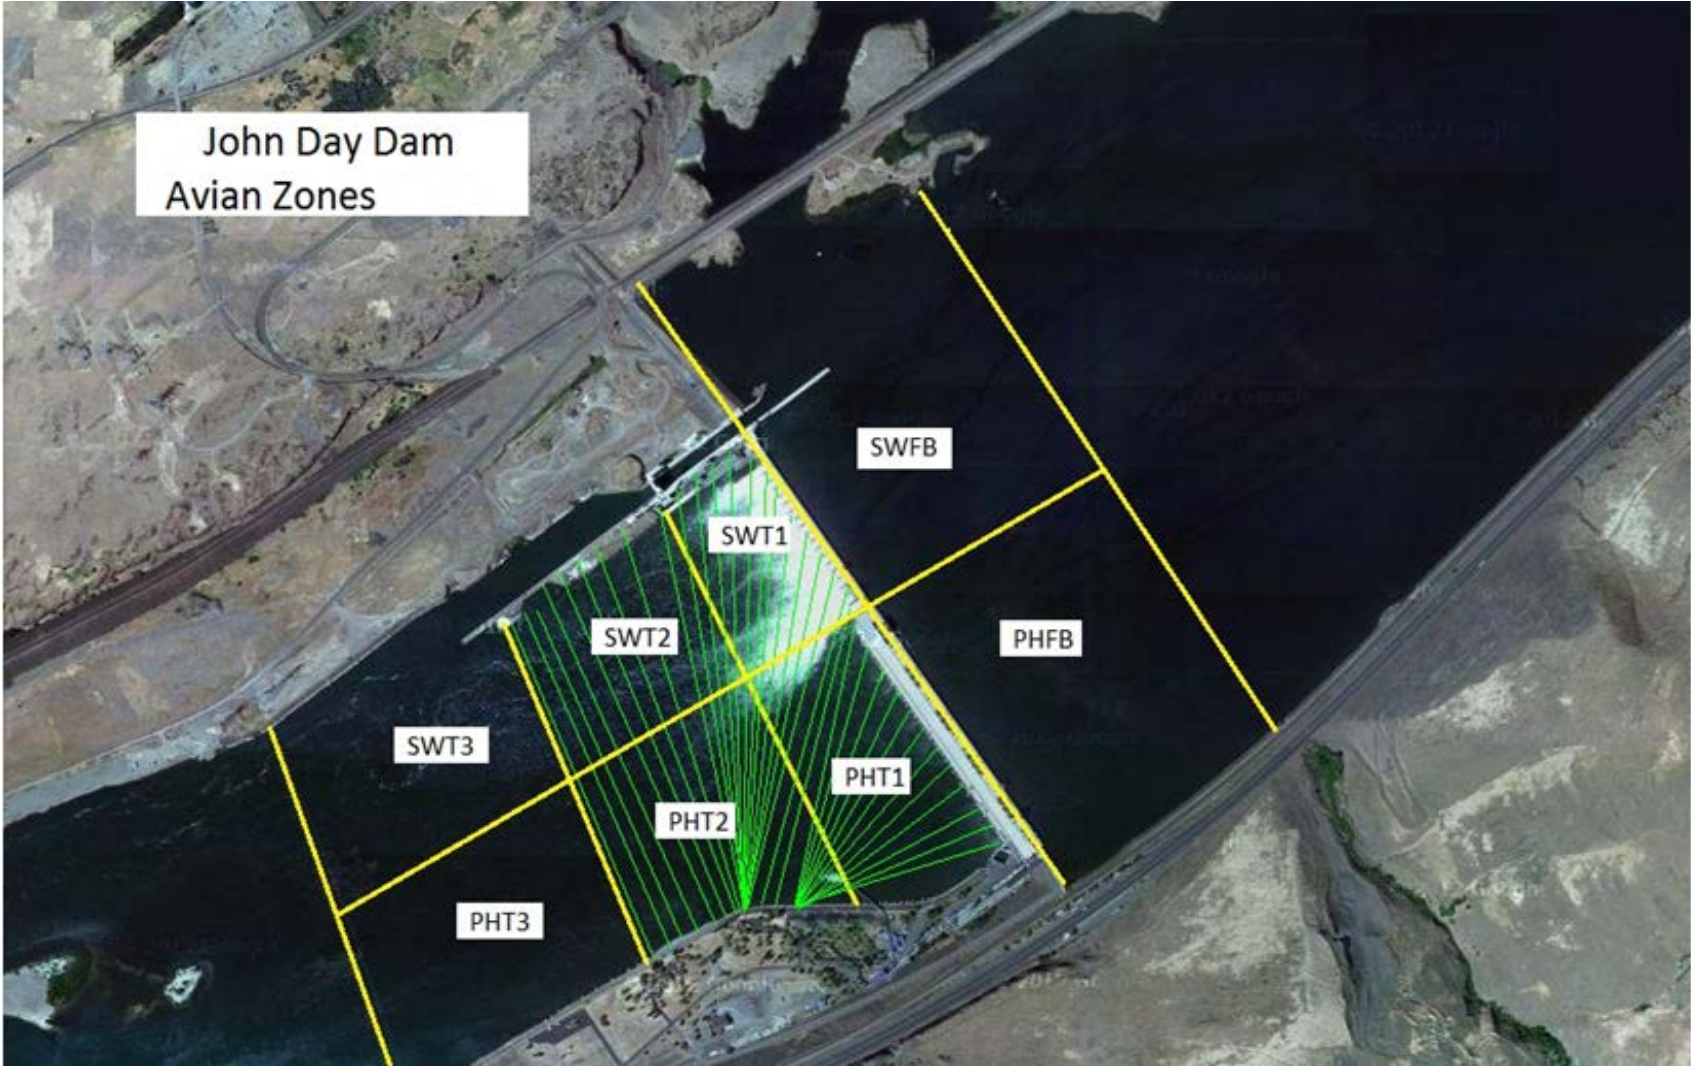 John Day Dam
Avian Zones
SWFB
SWT1
SWT2
PHFB
SWT3
PHT1
PHT2
PHT3